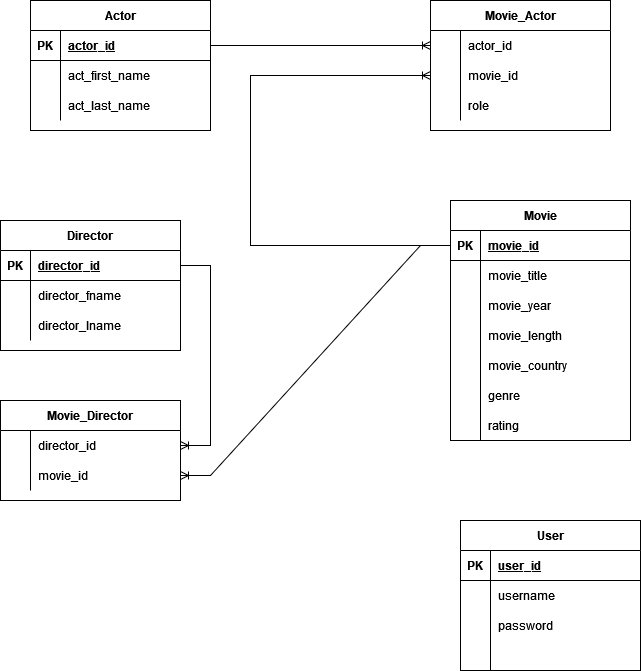 Actor
PK actor_id
act_first_name
act_last_name
Movie_Actor
actor_id
movie_id
role
Director
PK director_id
director_fname
director_lname
Movie
PK movie_id
movie_title
movie_year
movie_length
movie_country
genre
rating
Movie_Director
director_id
movie_id
User
PK user_id
username
password